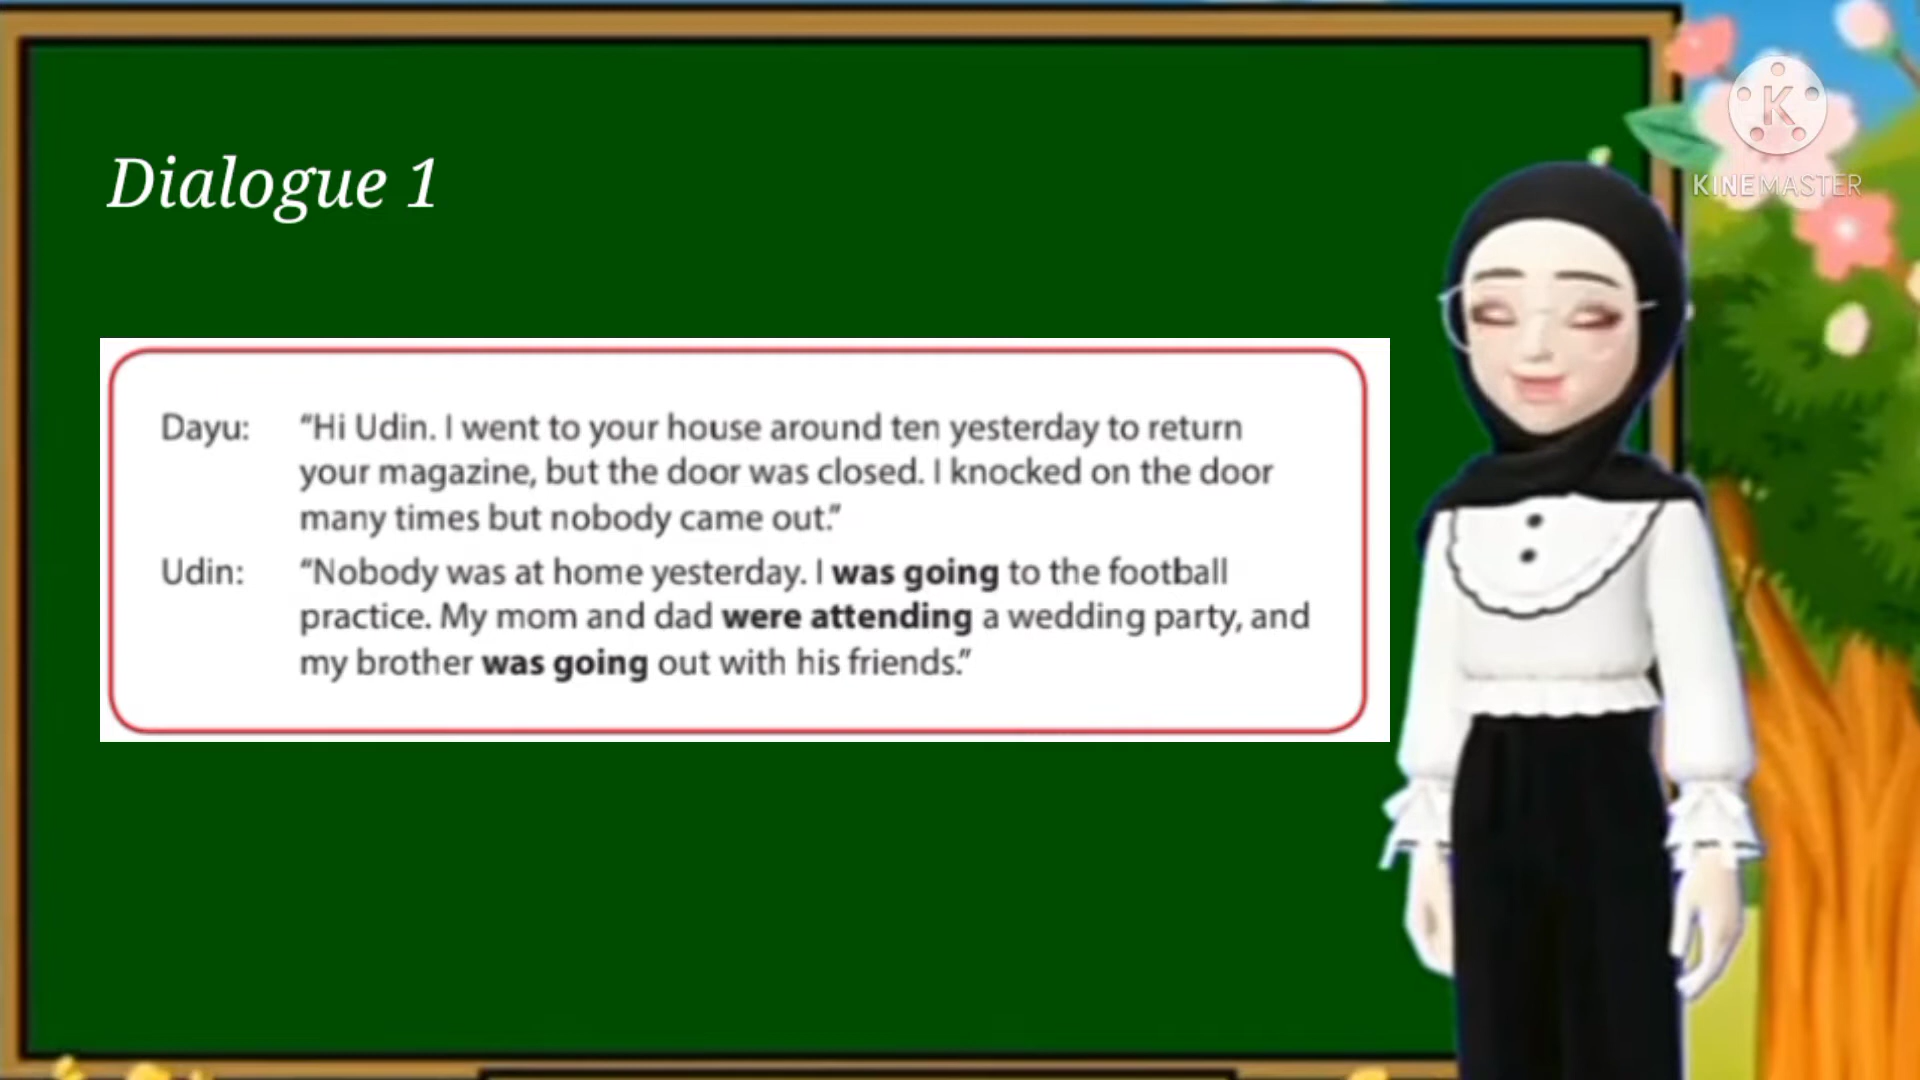 Dialogue 1
KINEMASTER
Dayu: “Hi Udin. I went to your house around ten yesterday to return
your magazine, but the door was closed. I knocked on the door
many times but nobody came out.”
Udin: “Nobody was at home yesterday. I was going to the football
practice. My mom and dad were attending a wedding party, and
my brother was going out with his friends.”